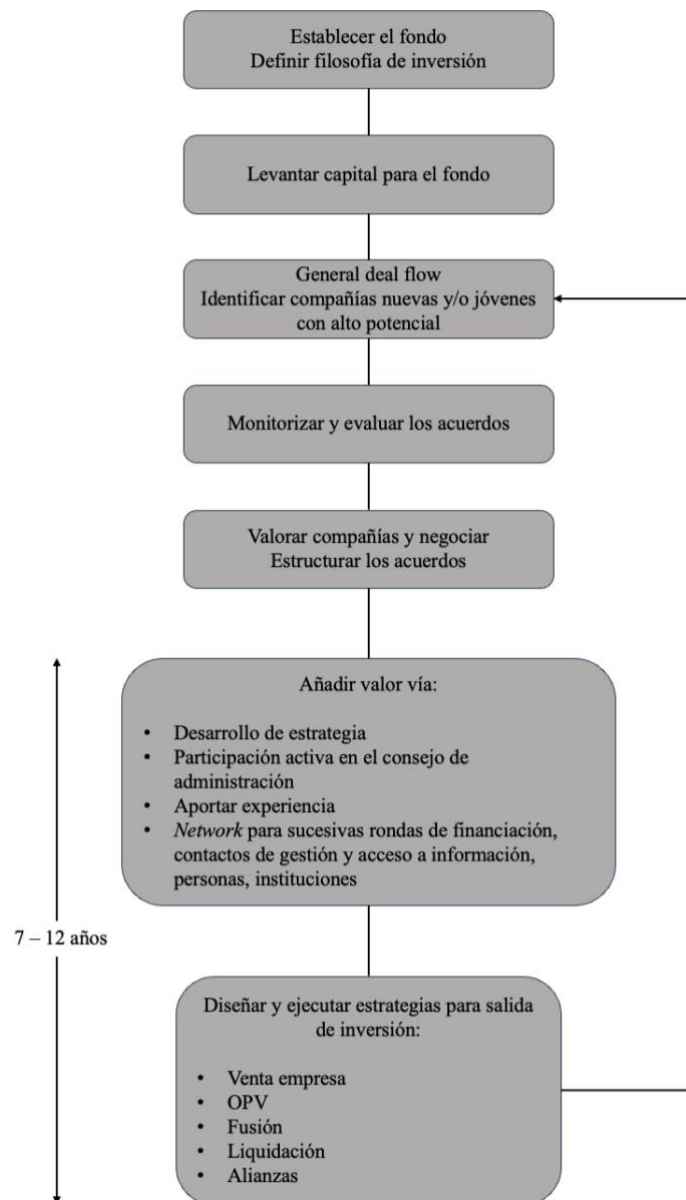 Establecer el fondo
Definir filosofía de inversión
Levantar capital para el fondo
General deal flow
Identificar compañías nuevas y/o jóvenes
con alto potencial
Monitorizar y evaluar los acuerdos
Valorar compañías y negociar
Estructurar los acuerdos
Añadir valor vía:
• Desarrollo de estrategia
• Participación activa en el consejo de
administración
• Aportar experiencia
• Network para sucesivas rondas de financiación,
contactos de gestión y acceso a información,
personas, instituciones
7 – 12 años
Diseñar y ejecutar estrategias para salida
de inversión:
• Venta empresa
• OPV
• Fusión
• Liquidación
• Alianzas